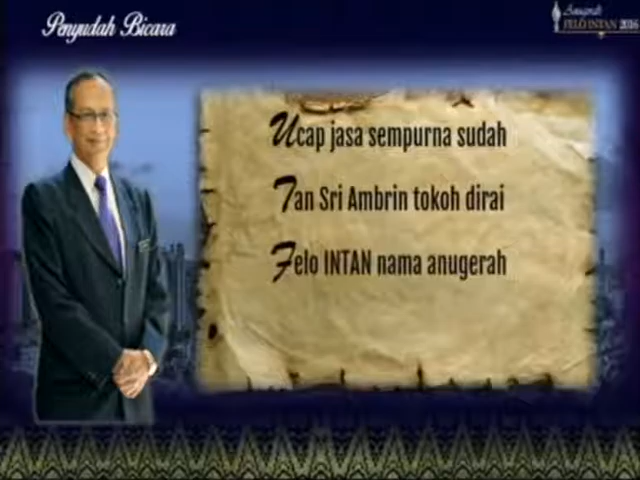 Penyudah Bicara
Anugerah
FELO INTAN 2016
Ucap jasa sempurna sudah
Tan Sri Ambrin tokoh dirai
Felo INTAN nama anugerah